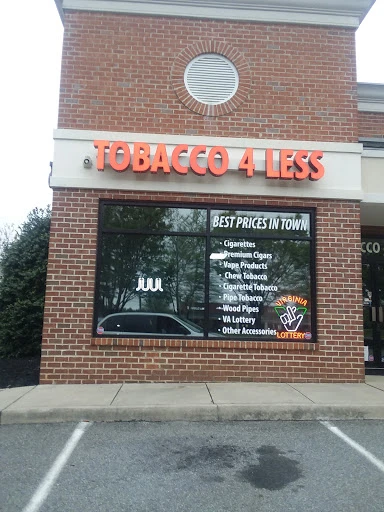 TOBACCO 4 LESS
BEST PRICES IN TOWN
• Cigarettes
• Premium Cigars
• Vape Products
• Chew Tobacco
• Cigarette Tobacco
• Pipe Tobacco
• Wood Pipes
• VA Lottery
• Other Accessories
JUUL
VIRGINIA
LOTTERY
CCO